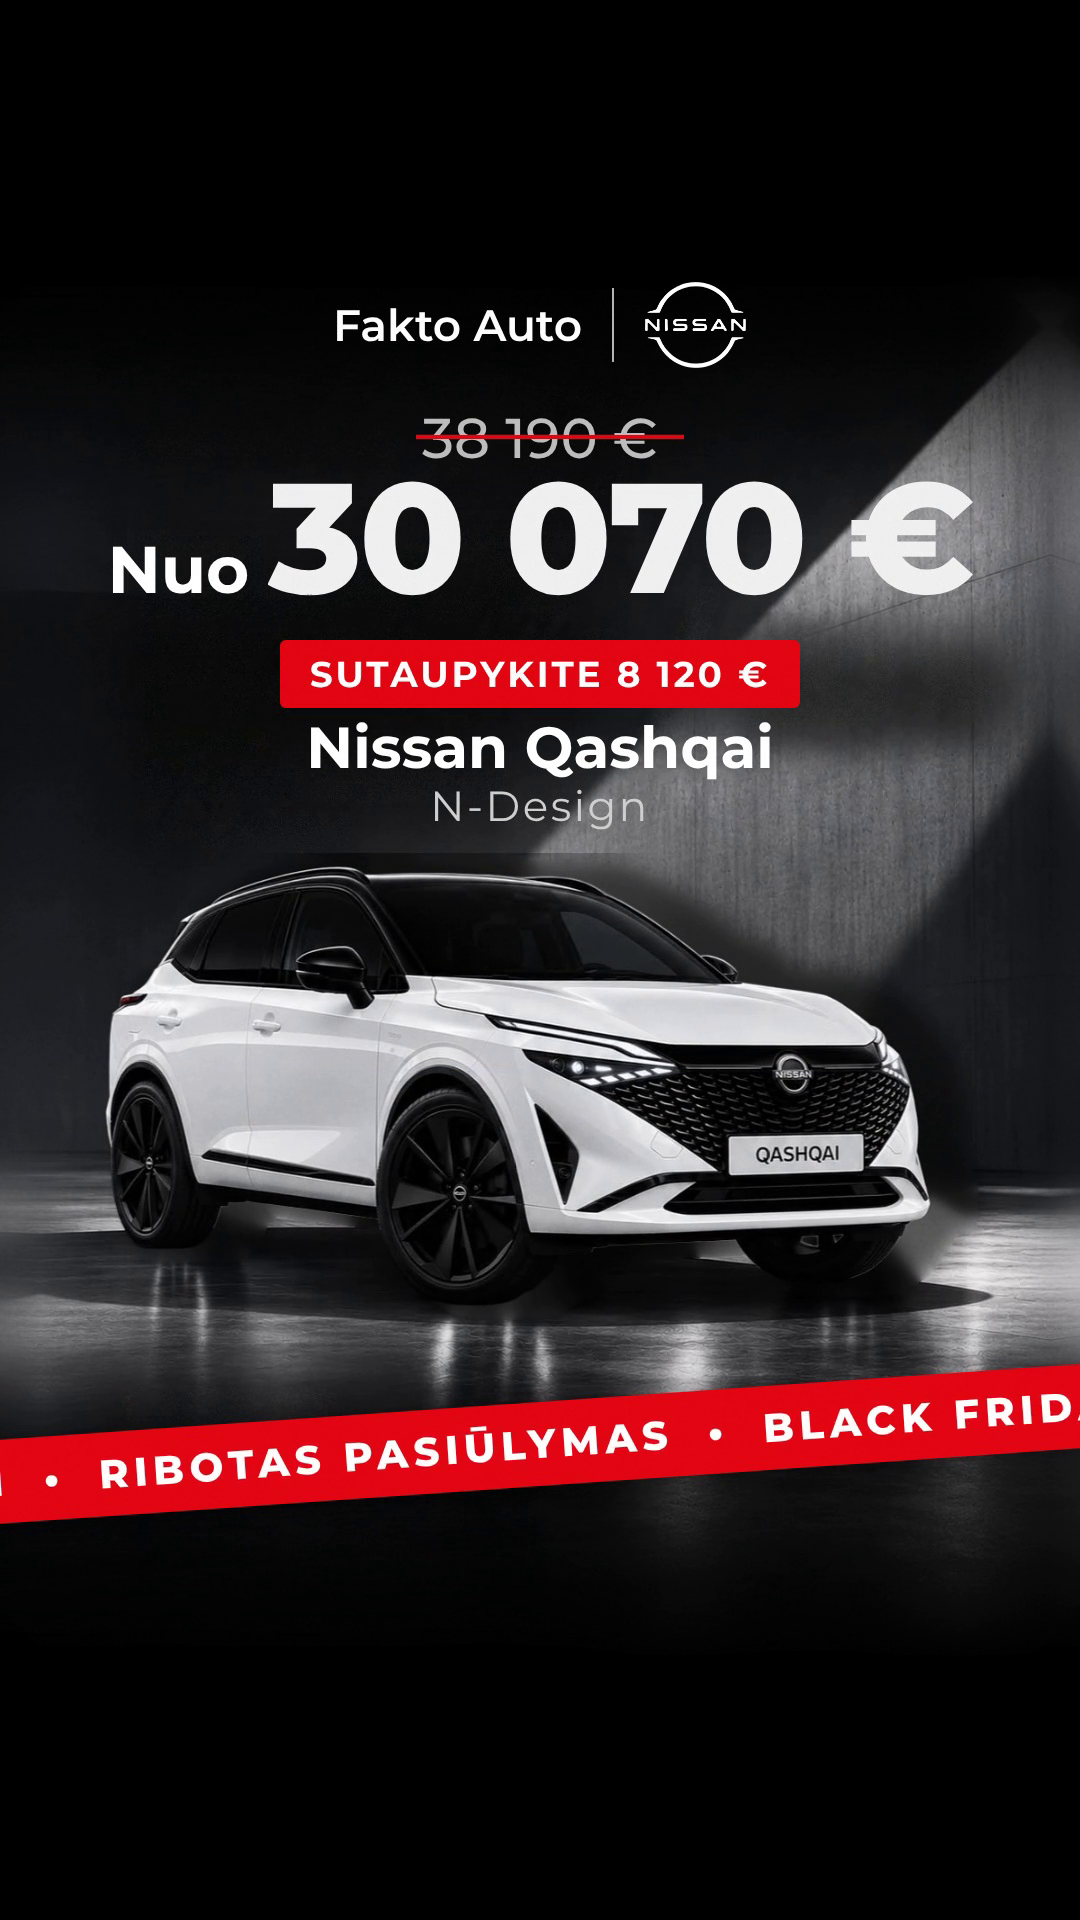 Fakto Auto
NISSAN
38 190 €
Nuo 30 070 €
SUTAUPYKITE 8 120 €
Nissan Qashqai
N-Design
NISSAN
QASHQAI
• RIBOTAS PASIŪLYMAS • BLACK FRIDA